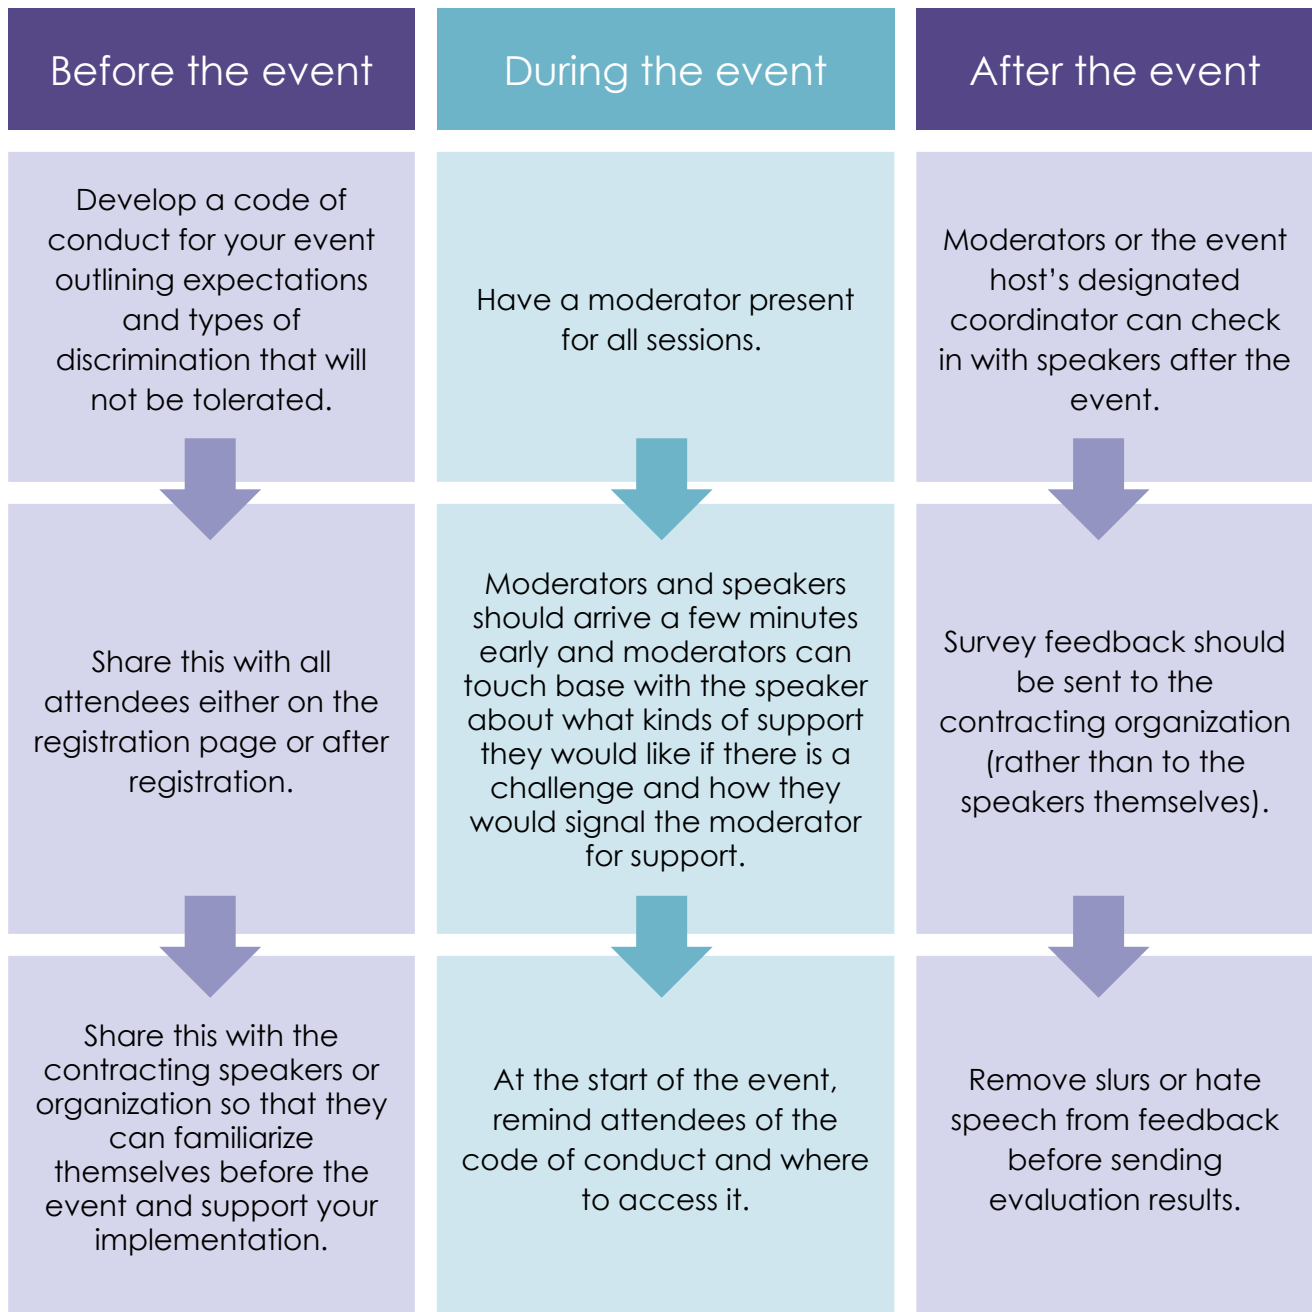 Before the event
Develop a code of
conduct for your event
outlining expectations
and types of
discrimination that will
not be tolerated.
Share this with all
attendees either on the
registration page or after
registration.
Share this with the
contracting speakers or
organization so that they
can familiarize
themselves before the
event and support your
implementation.
During the event
Have a moderator present
for all sessions.
Moderators and speakers
should arrive a few minutes
early and moderators can
touch base with the speaker
about what kinds of support
they would like if there is a
challenge and how they
would signal the moderator
for support.
At the start of the event,
remind attendees of the
code of conduct and where
to access it.
After the event
Moderators or the event
host’s designated
coordinator can check
in with speakers after the
event.
Survey feedback should
be sent to the
contracting organization
(rather than to the
speakers themselves).
Remove slurs or hate
speech from feedback
before sending
evaluation results.